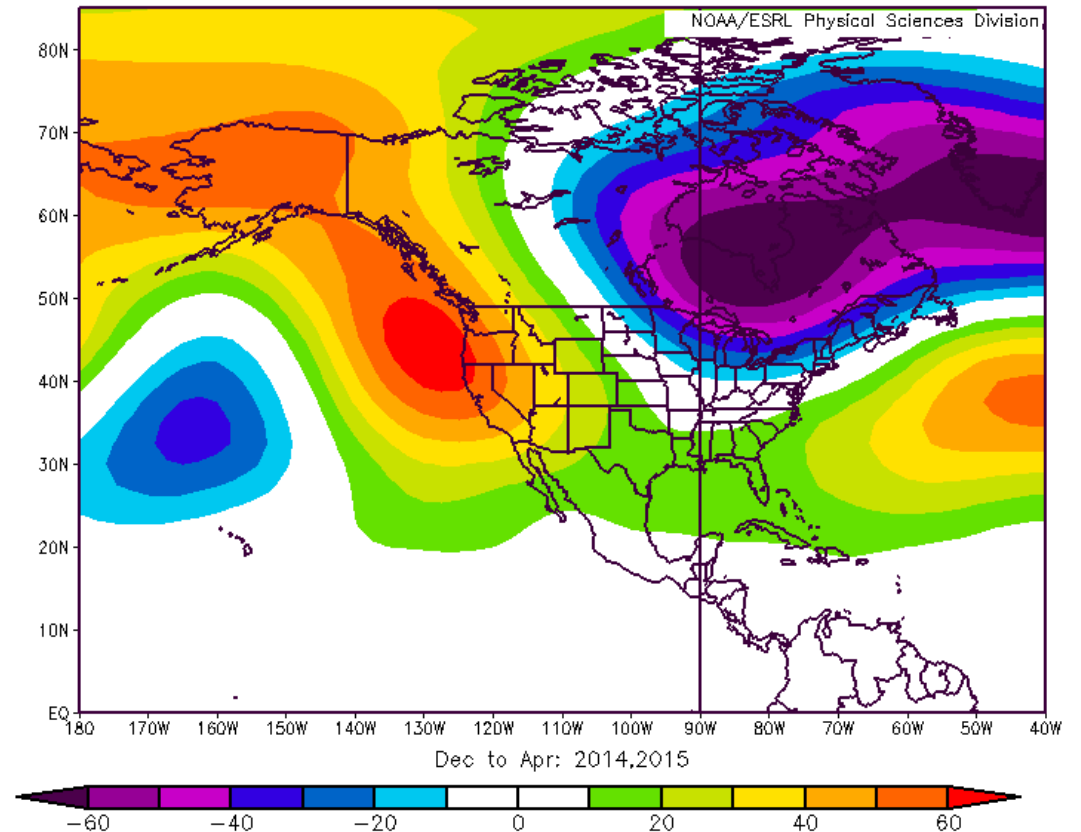 NOAA/ESRL Physical Sciences Division
80N
70N
60N
50N
40N
30N
20N
10N
EQ
180 170W 160W 150W 140W 130W 120W 110W 100W 90W 80W 70W 60W 50W 40W
Dec to Apr: 2014,2015
−60 −40 −20 0 20 40 60